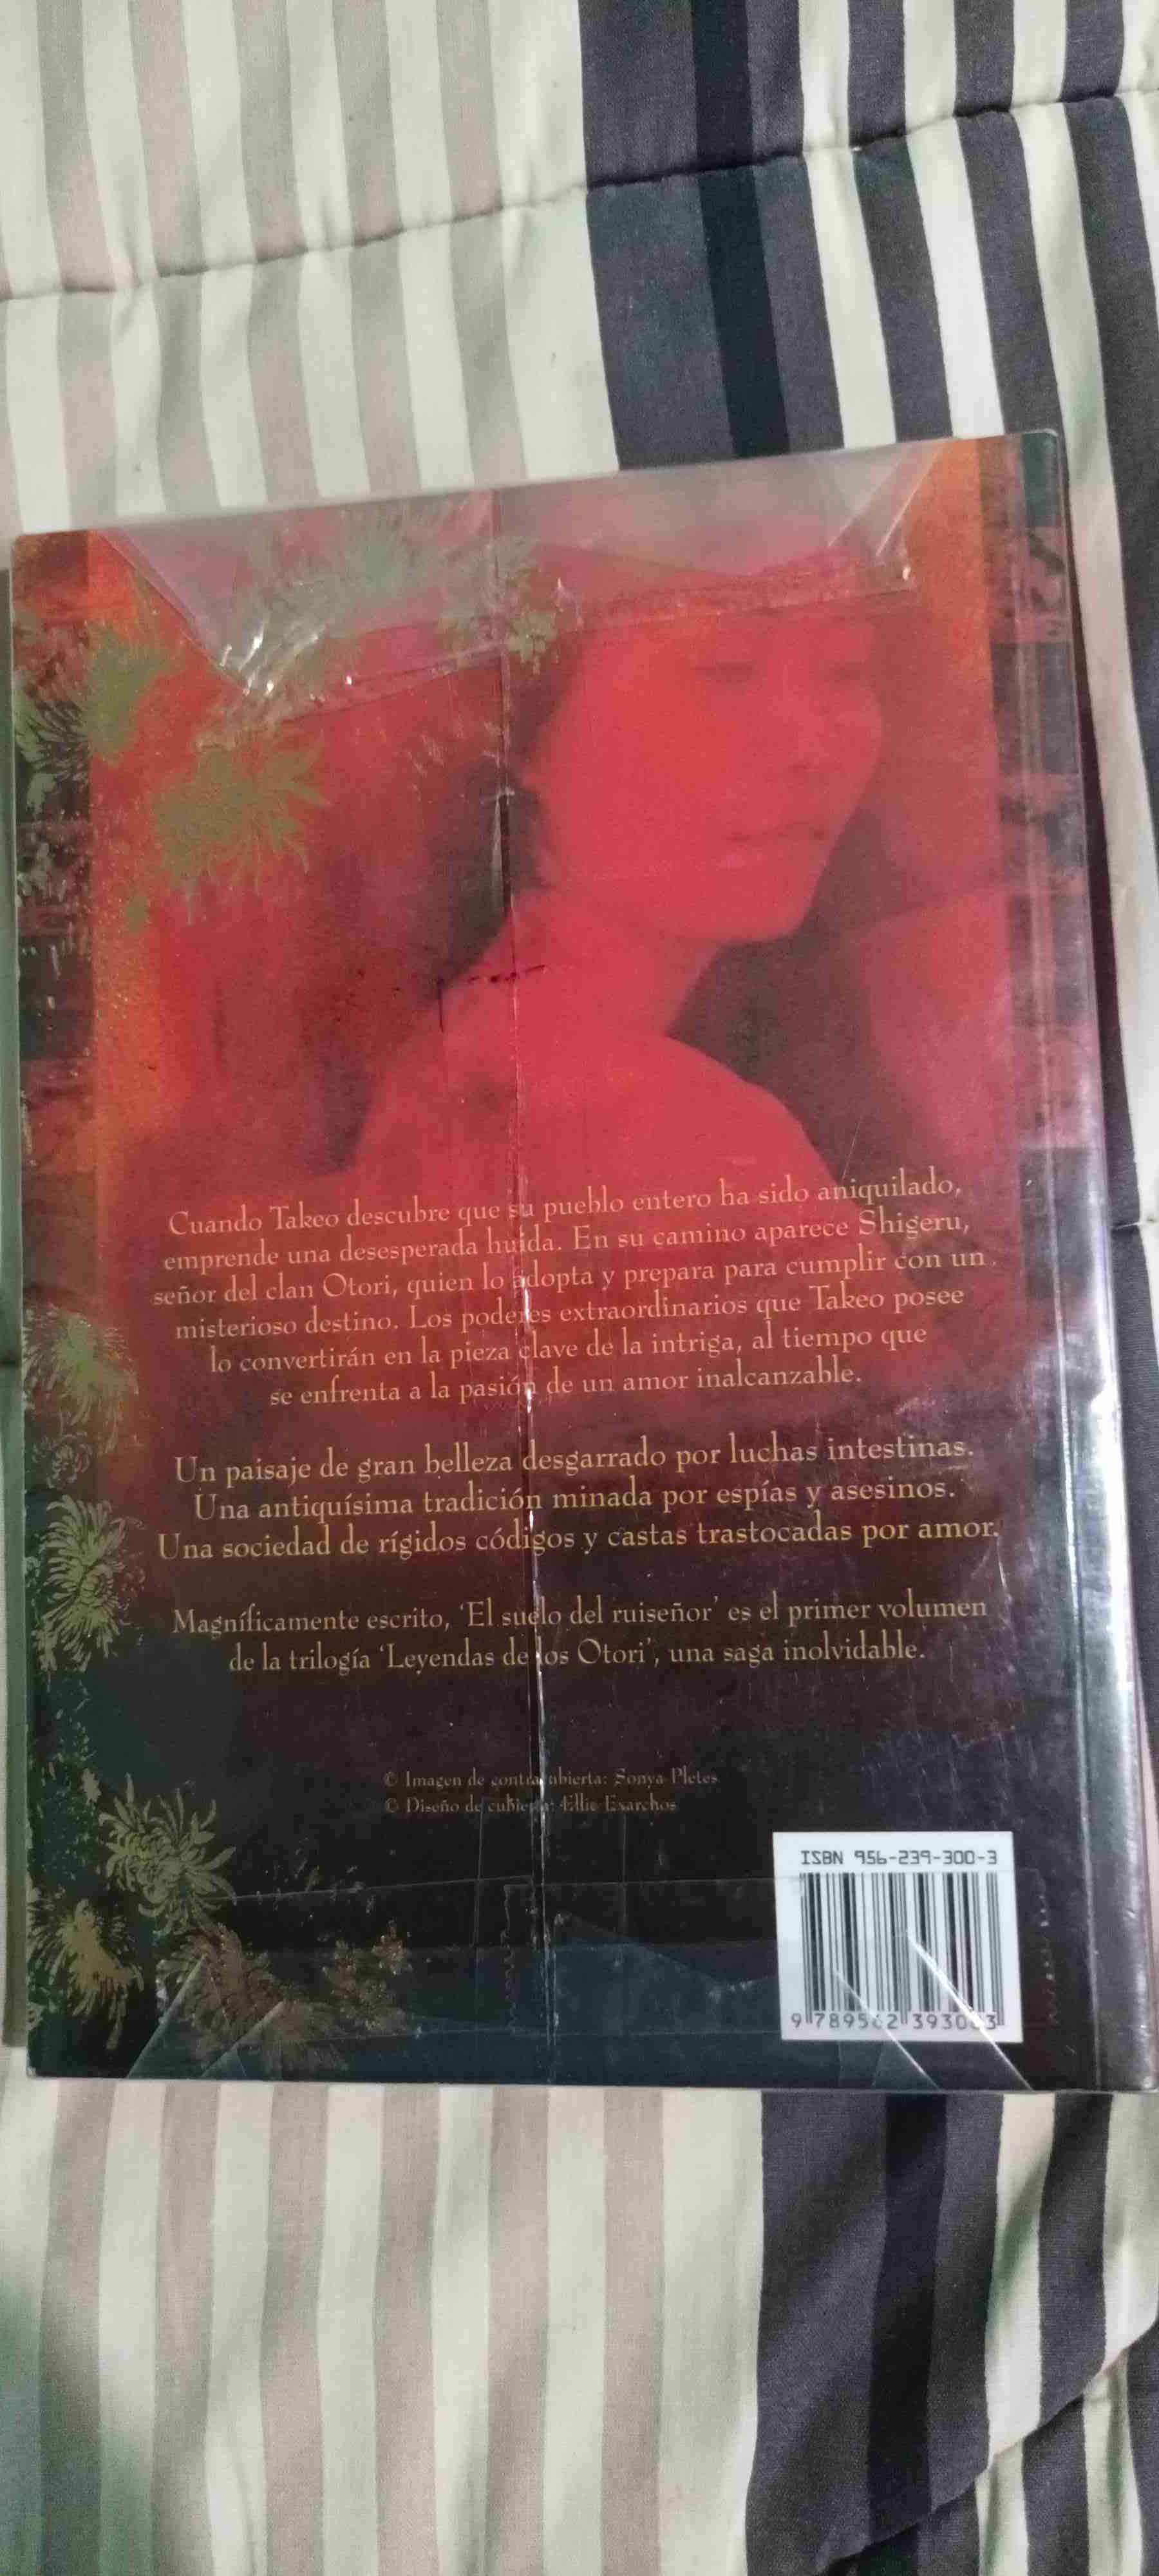 Cuando Takeo descubre que su pueblo entero ha sido aniquilado,
emprende una desesperada huida. En su camino aparece Shigeru,
señor del clan Otori, quien lo adopta y prepara para cumplir con un
misterioso destino. Los poderes extraordinarios que Takeo posee
lo convertirán en la pieza clave de la intriga, al tiempo que
se enfrenta a la pasión de un amor inalcanzable.
Un paisaje de gran belleza desgarrado por luchas intestinas.
Una antiquísima tradición minada por espías y asesinos.
Una sociedad de rígidos códigos y castas trastocadas por amor.
Magníficamente escrito, ‘El suelo del ruiseñor’ es el primer volumen
de la trilogía ‘Leyendas de los Otori’, una saga inolvidable.
© Imagen de contracubierta: Sonya Pletes
© Diseño de cubierta: Ellie Exarchos
ISBN 956-239-300-3
9 789562 393003